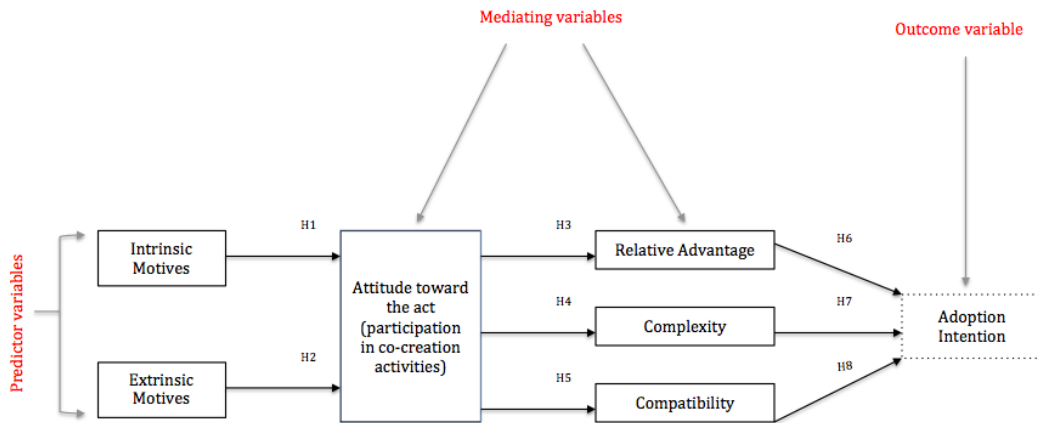 Mediating variables
Outcome variable
Predictor variables
H1
H3
H6
Intrinsic
Motives
Attitude toward
the act
(participation
in co-creation
activities)
Relative Advantage
H4
H7
Complexity
Adoption
Intention
H2
H5
H8
Extrinsic
Motives
Compatibility